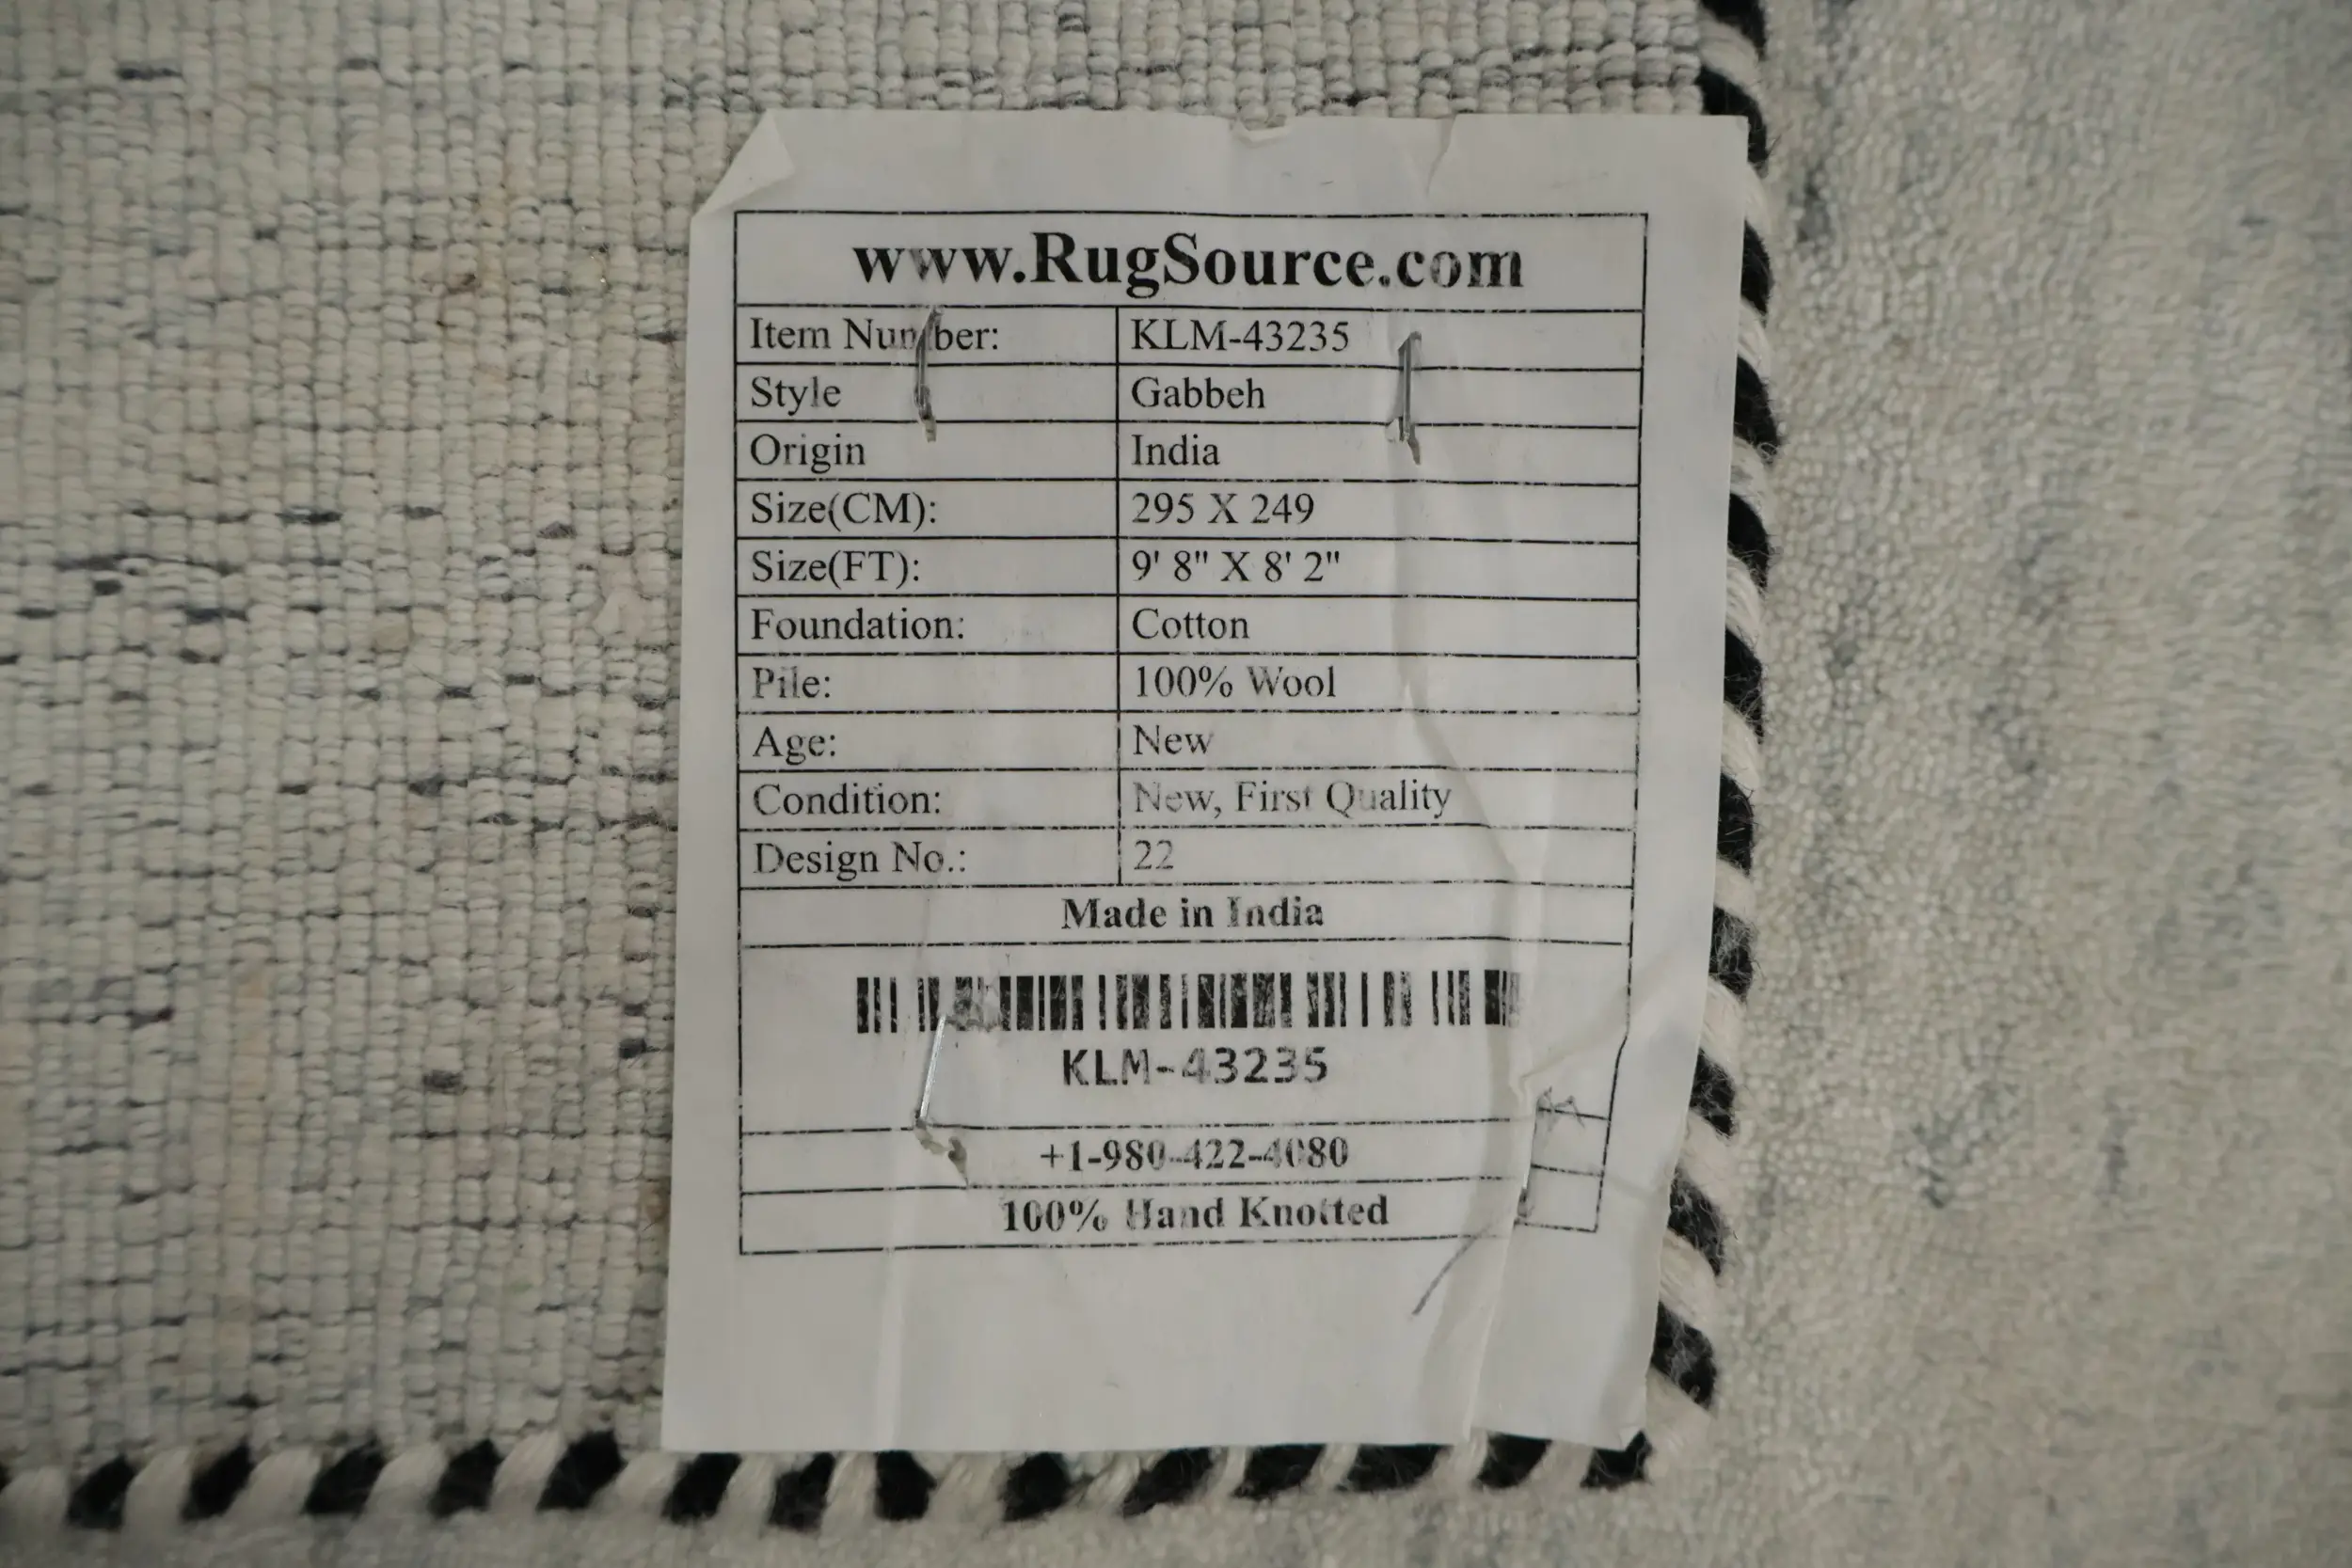 www.RugSource.com
Item Number: KLM-43235
Style Gabbeh
Origin India
Size(CM): 295 X 249
Size(FT): 9' 8" X 8' 2"
Foundation: Cotton
Pile: 100% Wool
Age: New
Condition: New, First Quality
Design No.: 22
Made in India
KLM-43235
+1-980-422-4080
100% Hand Knotted